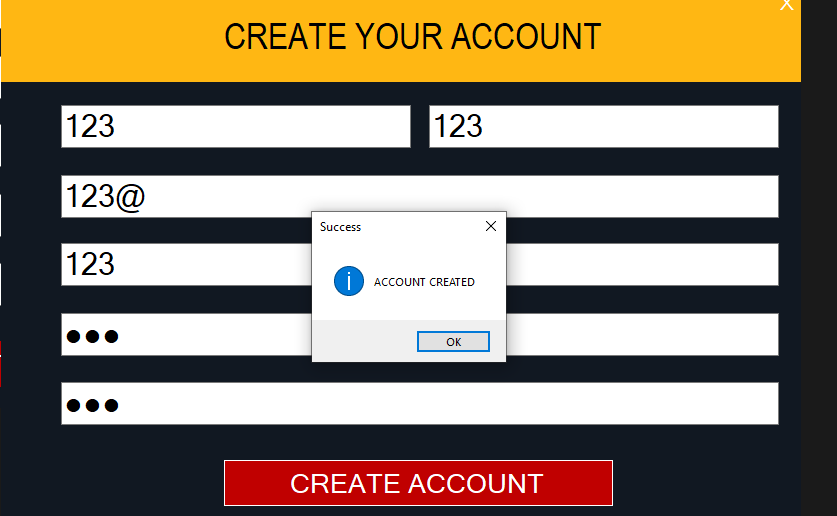 X
CREATE YOUR ACCOUNT
123
123
123@
123
●●●
●●●
Success
ACCOUNT CREATED
OK
CREATE ACCOUNT